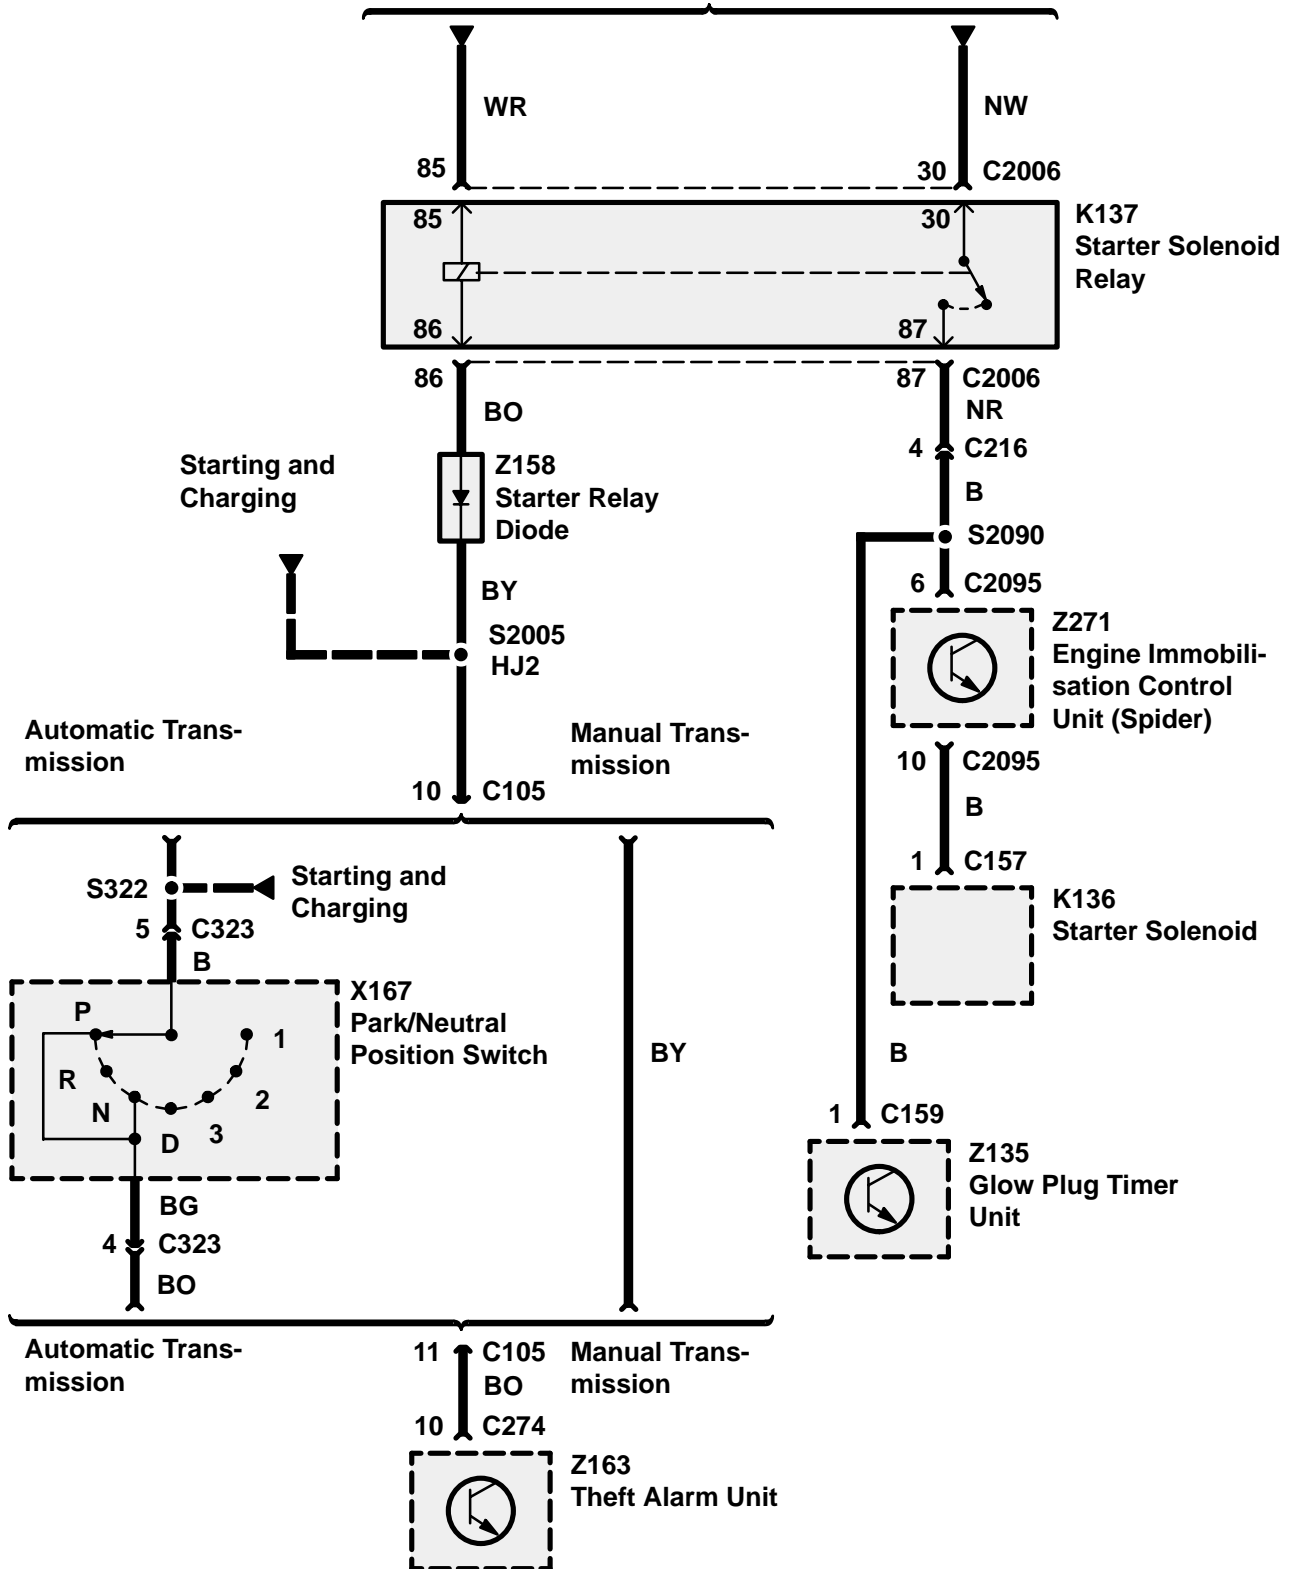 WR
NW
85
30 C2006
85
30
K137
Starter Solenoid
Relay
86
87
86
87 C2006
BO
NR
4 C216
Starting and
Charging
Z158
Starter Relay
Diode
B
S2090
BY
6 C2095
S2005
HJ2
Z271
Engine Immobili-
sation Control
Unit (Spider)
Automatic Trans-
mission
Manual Trans-
mission
10 C2095
10 C105
B
1 C157
S322
Starting and
Charging
K136
Starter Solenoid
5 C323
B
X167
Park/Neutral
Position Switch
P
1
R
2
N
3
D
BY
B
1 C159
Z135
Glow Plug Timer
Unit
BG
4 C323
BO
Automatic Trans-
mission
11 C105
Manual Trans-
mission
BO
10 C274
Z163
Theft Alarm Unit